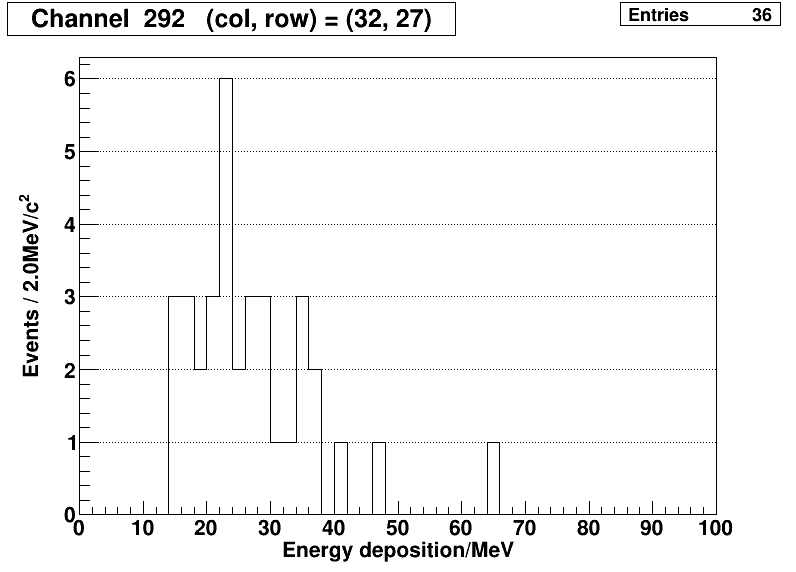 Channel 292 (col, row) = (32, 27)
Entries 36
6
5
4
3
2
1
0
Events / 2.0MeV/c²
0 10 20 30 40 50 60 70 80 90 100
Energy deposition/MeV